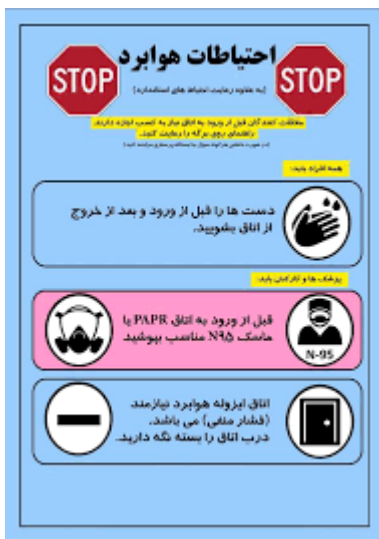 احتیاطات هوابرد
STOP
STOP
(به علاوه رعایت احتیاط های استاندارد)
ملاقات کنندگان قبل از ورود به اتاق نیاز به کسب اجازه دارند.
راهنمای روی برگه را رعایت کنید.
همه افراد باید:
دست ها را قبل از ورود و بعد از خروج
از اتاق بشویید.
پزشک ها و کارکنان باید:
قبل از ورود به اتاق PAPR یا
ماسک N95 مناسب بپوشید.
N-95
اتاق ایزوله هوابرد نیازمند
(فشار منفی) می باشد.
درب اتاق را بسته نگه دارید.